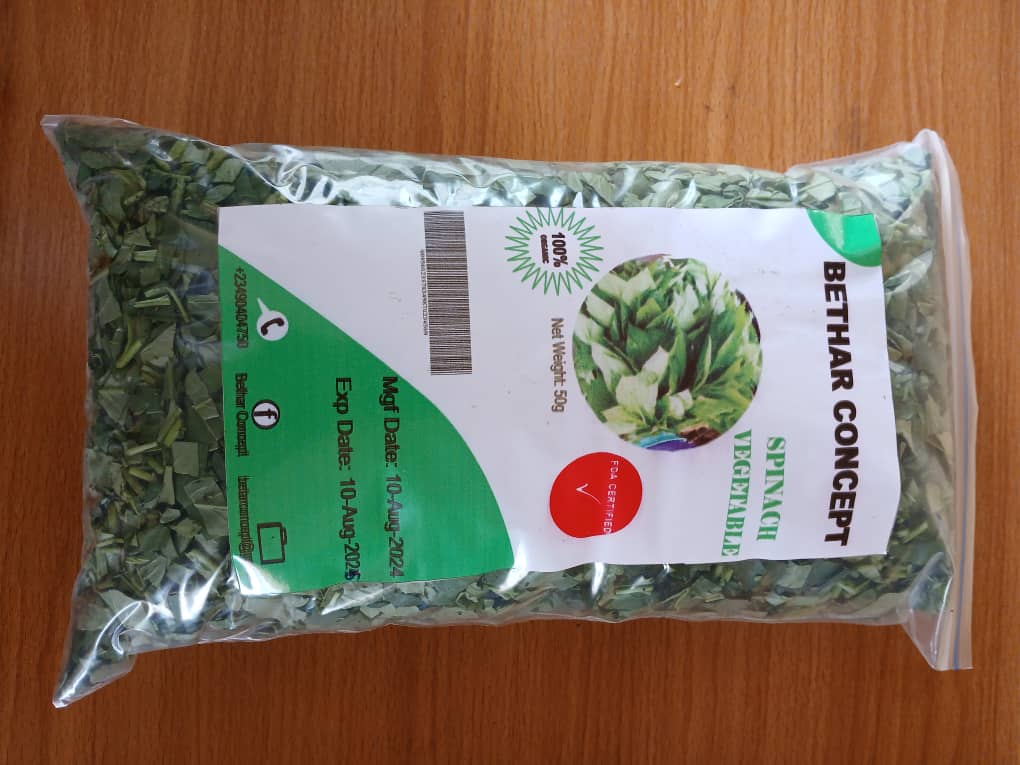 BETHAR CONCEPT
SPINACH
VEGETABLE
100%
ORGANIC
Net Weight: 50g
FDA CERTIFIED
Mgf Date: 10-Aug-2024
Exp Date: 10-Aug-2025
Bethar Concept